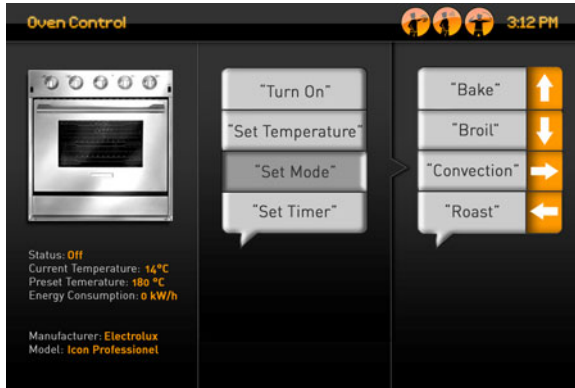 Oven Control
3:12 PM
"Turn On"
"Set Temperature"
"Set Mode"
"Set Timer"
"Bake"
"Broil"
"Convection"
"Roast"
Status: Off
Current Temperature: 14°C
Preset Temerature: 180 °C
Energy Consumption: 0 kW/h
Manufacturer: Electrolux
Model: Icon Professionel